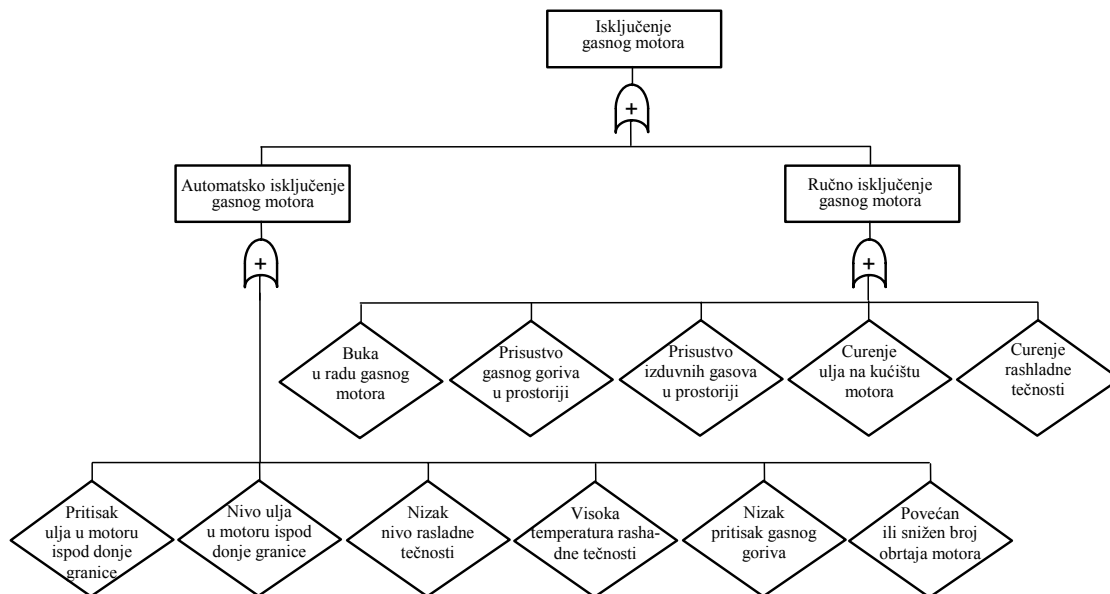 Isključenje
gasnog motora
+
Automatsko isključenje
gasnog motora
Ručno isključenje
gasnog motora
+
+
Buka
u radu gasnog
motora
Prisustvo
gasnog goriva
u prostoriji
Prisustvo
izduvnih gasova
u prostoriji
Curenje
ulja na kućištu
motora
Curenje
rashladne
tečnosti
Pritisak
ulja u motoru
ispod donje
granice
Nivo ulja
u motoru ispod
donje granice
Nizak
nivo rasladne
tečnosti
Visoka
temperatura rasha-
dne tečnosti
Nizak
pritisak gasnog
goriva
Povećan
ili snižen broj
obrtaja motora